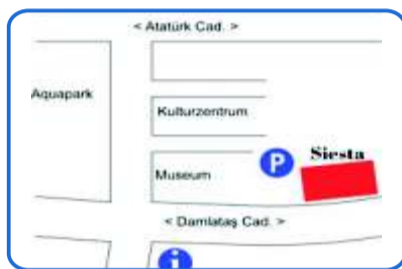 < Atatürk Cad. >
Aquapark
Kulturzentrum
Siesta
P
Museum
< Damlataş Cad. >
i